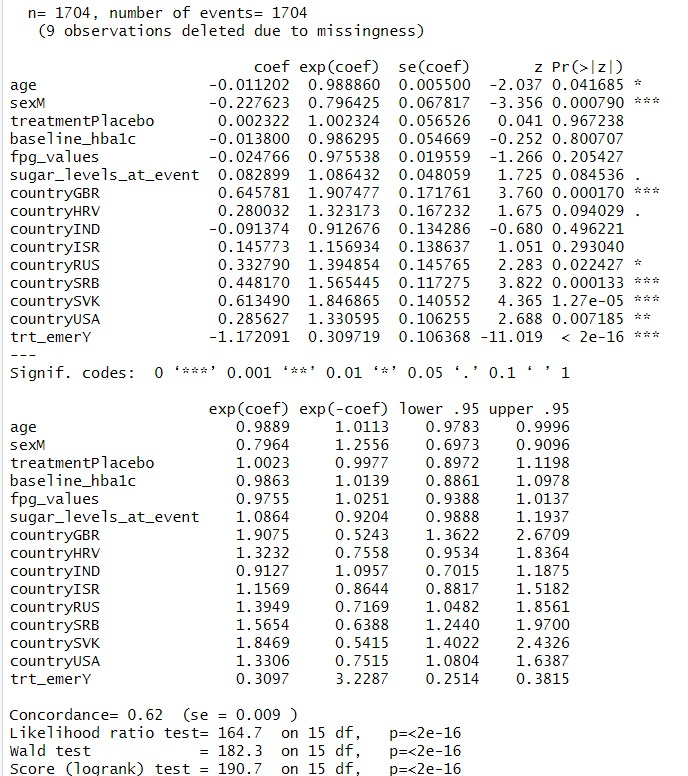 n= 1704, number of events= 1704
(9 observations deleted due to missingness)
coef exp(coef) se(coef) z Pr(>|z|)
age -0.011202 0.988860 0.005500 -2.037 0.041685 *
sexM -0.227623 0.796425 0.067817 -3.356 0.000790 ***
treatmentPlacebo 0.002322 1.002324 0.056526 0.041 0.967238
baseline_hba1c -0.013800 0.986295 0.054669 -0.252 0.800707
fpg_values -0.024766 0.975538 0.019559 -1.266 0.205427
sugar_levels_at_event 0.082899 1.086432 0.048059 1.725 0.084536 .
countryGBR 0.645781 1.907477 0.171761 3.760 0.000170 ***
countryHRV 0.280032 1.323173 0.167232 1.675 0.094029 .
countryIND -0.091374 0.912676 0.134286 -0.680 0.496221
countryISR 0.145773 1.156934 0.138637 1.051 0.293040
countryRUS 0.332790 1.394854 0.145765 2.283 0.022427 *
countrySRB 0.448170 1.565445 0.117275 3.822 0.000133 ***
countrySVK 0.613490 1.846865 0.140552 4.365 1.27e-05 ***
countryUSA 0.285627 1.330595 0.106255 2.688 0.007185 **
trt_emerY -1.172091 0.309719 0.106368 -11.019 < 2e-16 ***
---
Signif. codes: 0 ‘***’ 0.001 ‘**’ 0.01 ‘*’ 0.05 ‘.’ 0.1 ‘ ’ 1
exp(coef) exp(-coef) lower .95 upper .95
age 0.9889 1.0113 0.9783 0.9996
sexM 0.7964 1.2556 0.6973 0.9096
treatmentPlacebo 1.0023 0.9977 0.8972 1.1198
baseline_hba1c 0.9863 1.0139 0.8861 1.0978
fpg_values 0.9755 1.0251 0.9388 1.0137
sugar_levels_at_event 1.0864 0.9204 0.9888 1.1937
countryGBR 1.9075 0.5243 1.3622 2.6709
countryHRV 1.3232 0.7558 0.9534 1.8364
countryIND 0.9127 1.0957 0.7015 1.1875
countryISR 1.1569 0.8644 0.8817 1.5182
countryRUS 1.3949 0.7169 1.0482 1.8561
countrySRB 1.5654 0.6388 1.2440 1.9700
countrySVK 1.8469 0.5415 1.4022 2.4326
countryUSA 1.3306 0.7515 1.0804 1.6387
trt_emerY 0.3097 3.2287 0.2514 0.3815
Concordance= 0.62 (se = 0.009 )
Likelihood ratio test= 164.7 on 15 df, p=<2e-16
Wald test = 182.3 on 15 df, p=<2e-16
Score (logrank) test = 190.7 on 15 df, p=<2e-16